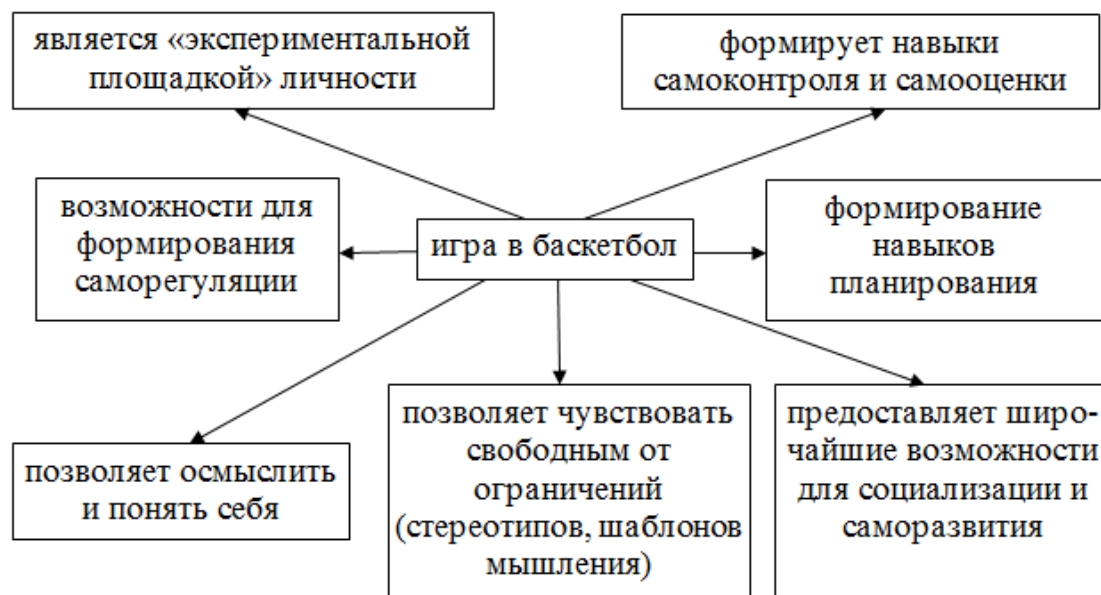 является «экспериментальной
площадкой» личности
формирует навыки
самоконтроля и самооценки
возможности для
формирования
саморегуляции
игра в баскетбол
формирование
навыков
планирования
позволяет осмыслить
и понять себя
позволяет чувствовать
свободным от
ограничений
(стереотипов, шаблонов
мышления)
предоставляет широ-
чайшие возможности
для социализации и
саморазвития